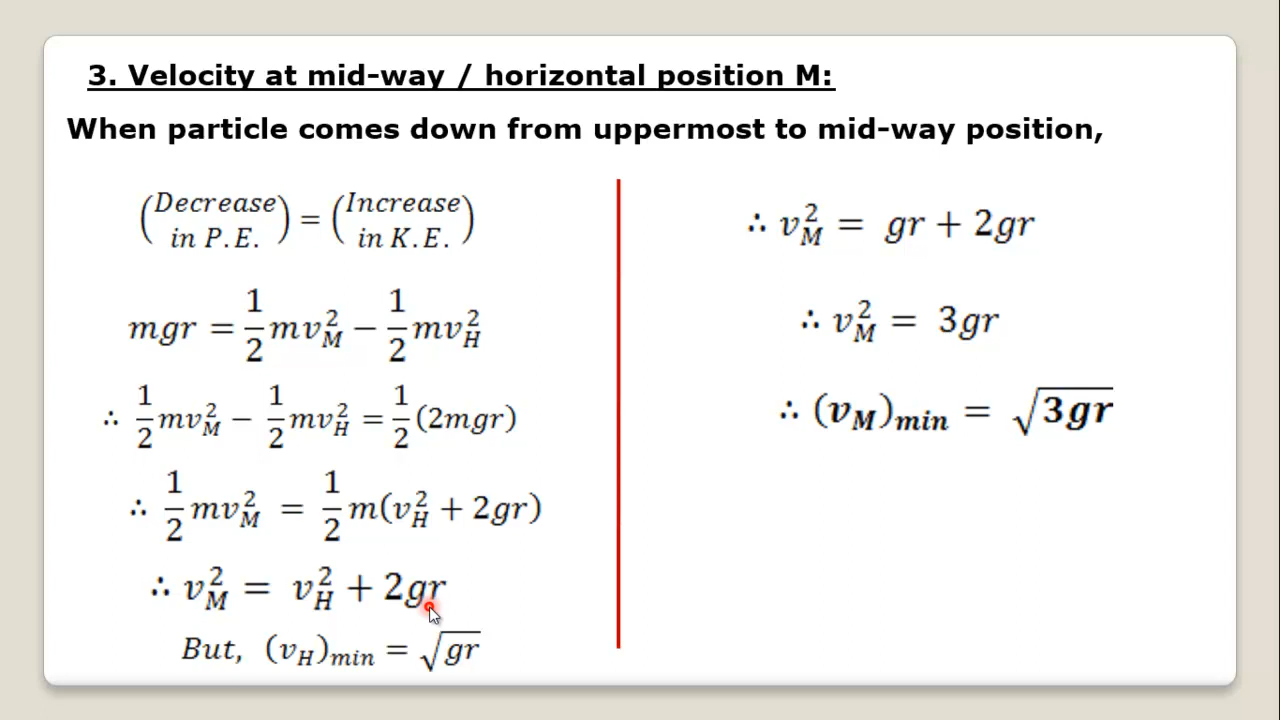 3. Velocity at mid-way / horizontal position M:
When particle comes down from uppermost to mid-way position,
(Decrease in P.E.) = (Increase in K.E.)
mgr = 1/2 mv_M^2 − 1/2 mv_H^2
∴ 1/2 mv_M^2 − 1/2 mv_H^2 = 1/2 (2mgr)
∴ 1/2 mv_M^2 = 1/2 m(v_H^2 + 2gr)
∴ v_M^2 = v_H^2 + 2gr
But, (v_H)_min = √gr
∴ v_M^2 = gr + 2gr
∴ v_M^2 = 3gr
∴ (v_M)_min = √3gr